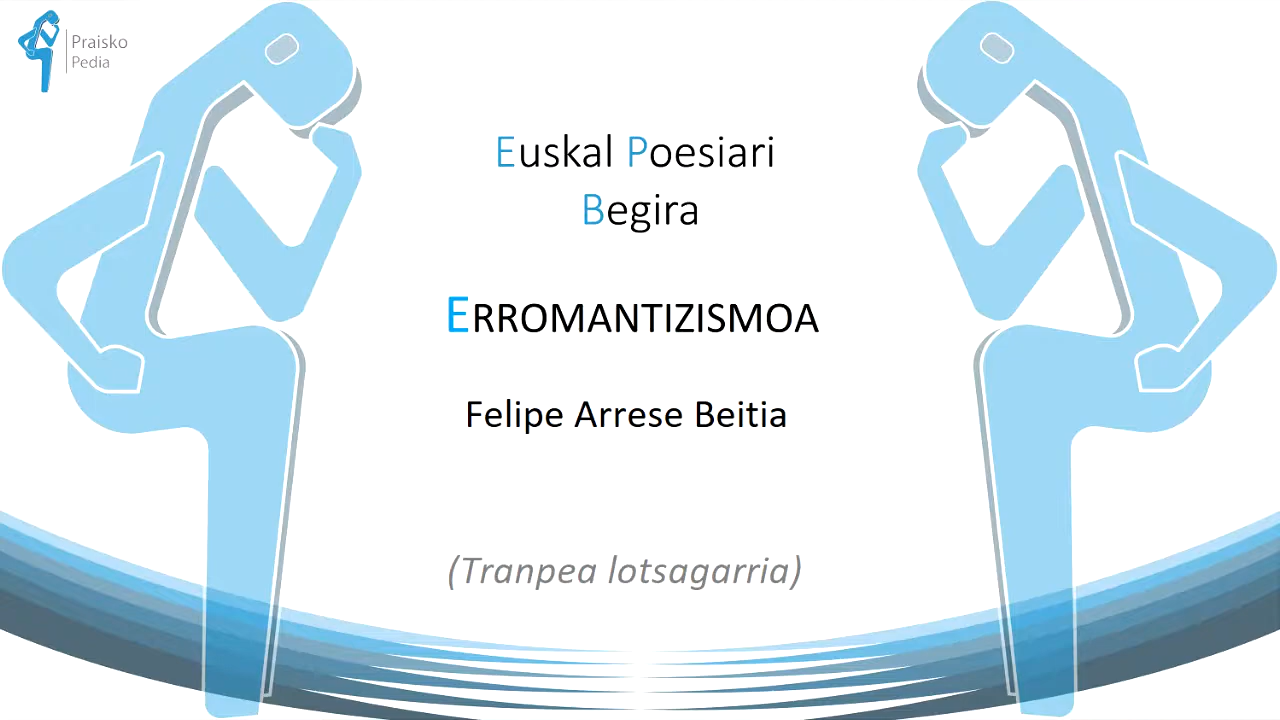 Praisko
Pedia
Euskal Poesiari
Begira
ERROMANTIZISMOA
Felipe Arrese Beitia
(Tranpea lotsagarria)